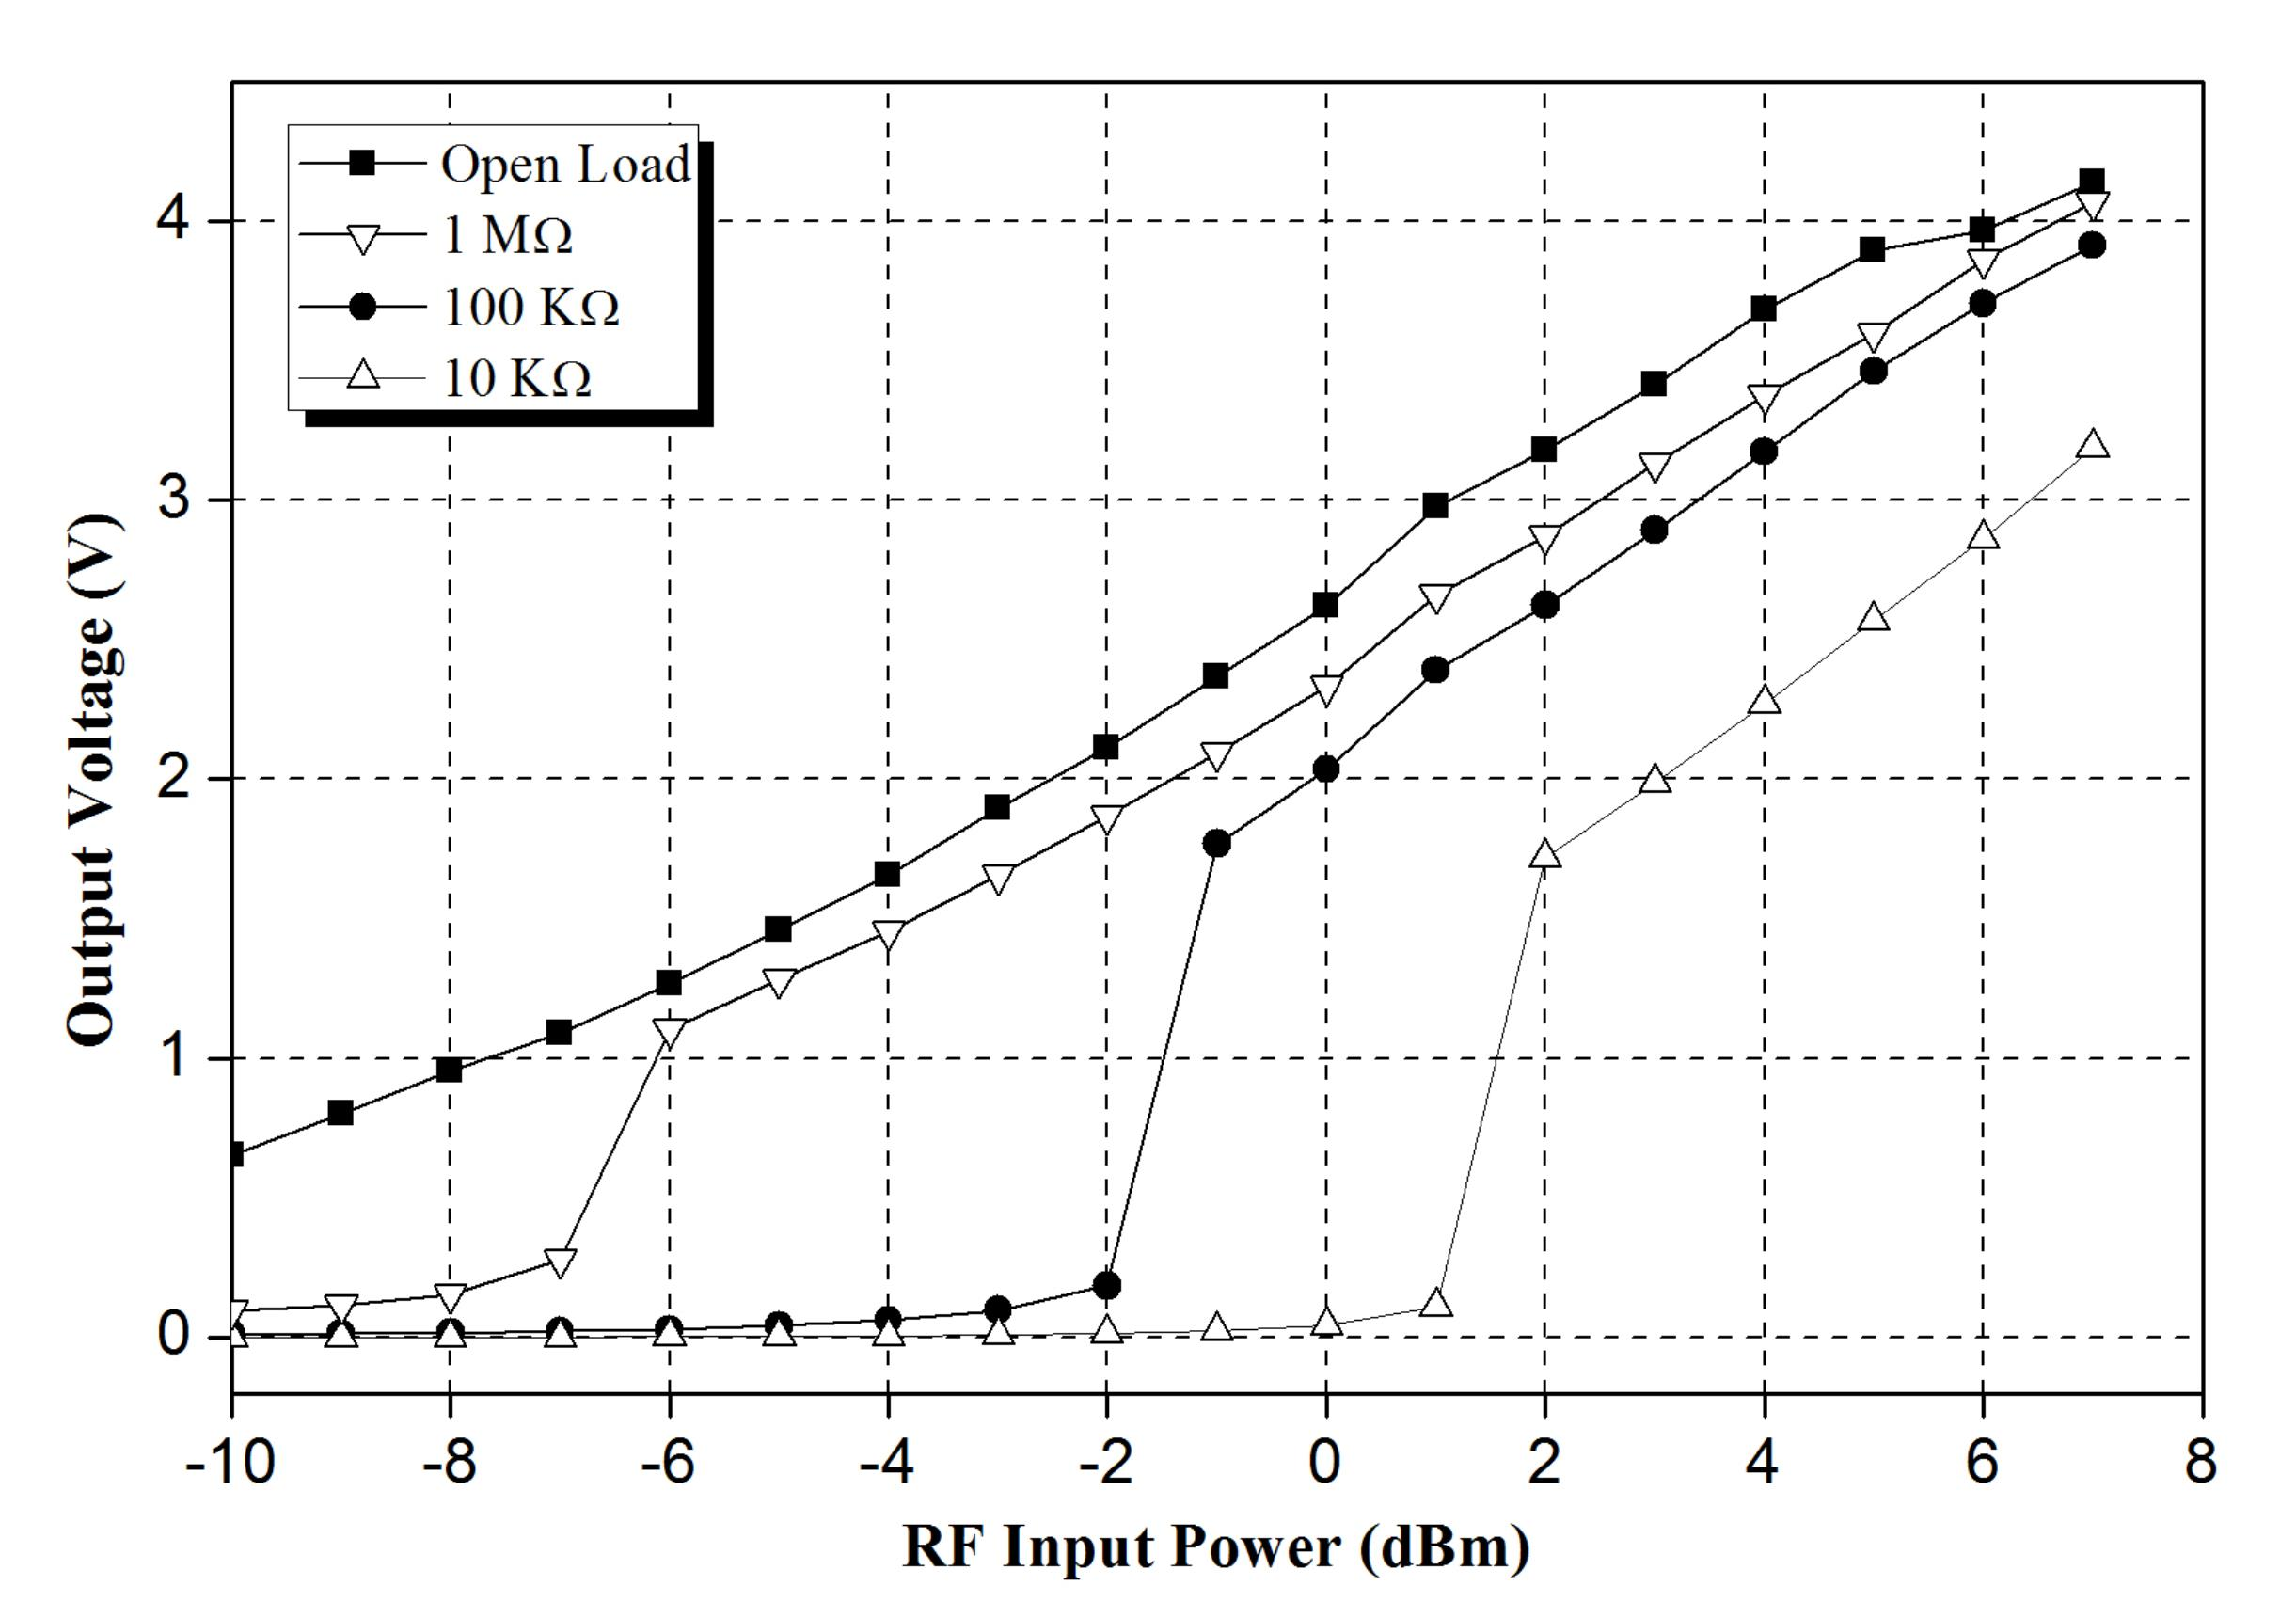 Open Load
1 MΩ
100 KΩ
10 KΩ
4
3
2
1
0
Output Voltage (V)
-10 -8 -6 -4 -2 0 2 4 6 8
RF Input Power (dBm)